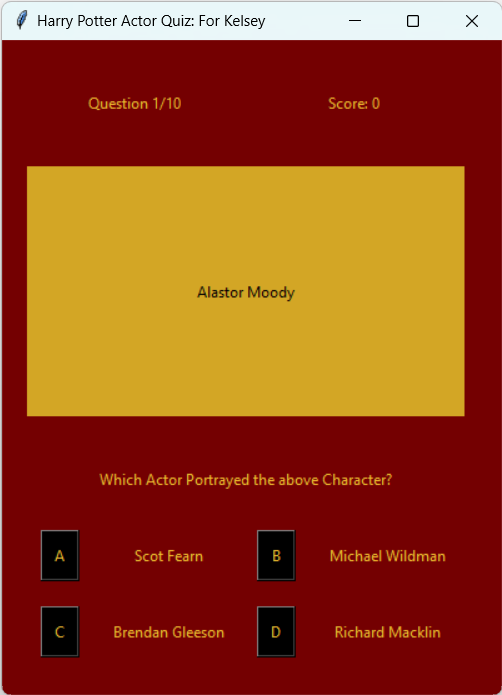 Harry Potter Actor Quiz: For Kelsey
Question 1/10 Score: 0
Alastor Moody
Which Actor Portrayed the above Character?
A Scot Fearn B Michael Wildman
C Brendan Gleeson D Richard Macklin